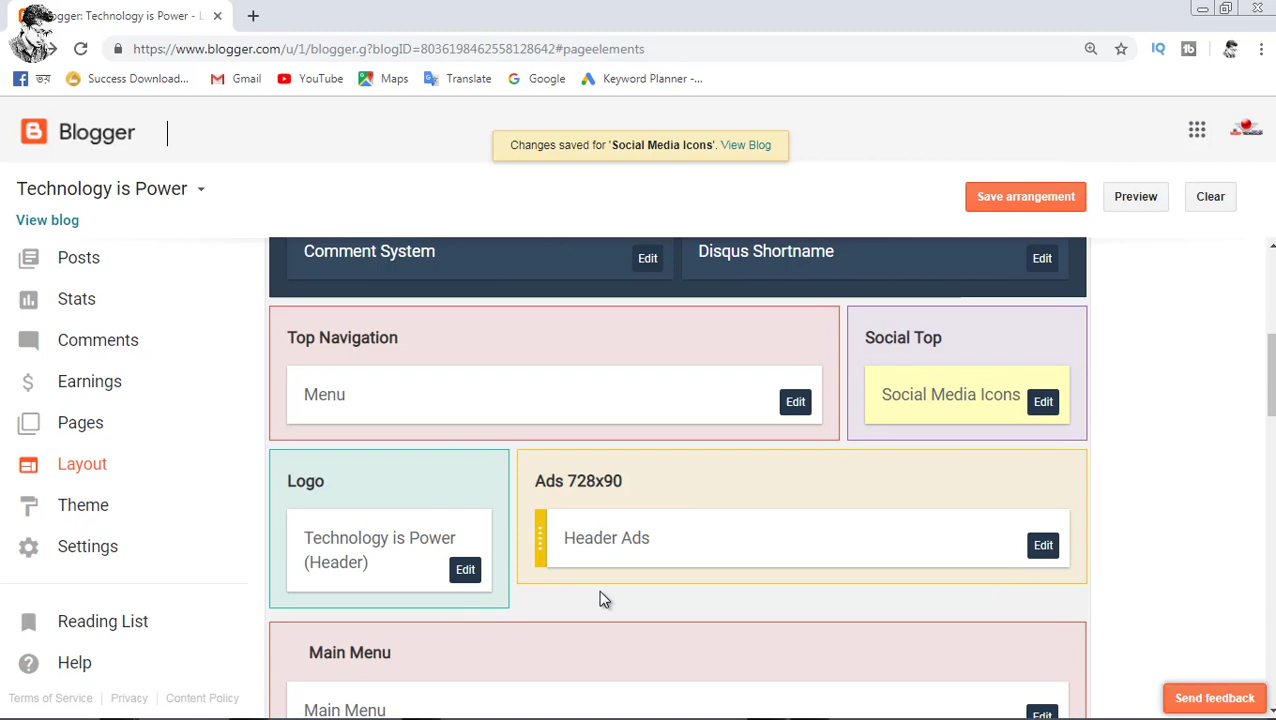 Blogger: Technology is Power - L
https://www.blogger.com/u/1/blogger.g?blogID=8036198462558128642#pageelements
ভয় Success Download... Gmail YouTube Maps Translate Google Keyword Planner -...
Blogger
Changes saved for 'Social Media Icons'. View Blog
Technology is Power
Save arrangement Preview Clear
View blog
Posts
Stats
Comments
Earnings
Pages
Layout
Theme
Settings
Reading List
Help
Terms of Service Privacy Content Policy
Comment System Edit
Disqus Shortname Edit
Top Navigation
Menu Edit
Social Top
Social Media Icons Edit
Logo
Technology is Power
(Header) Edit
Ads 728x90
Header Ads Edit
Main Menu
Main Menu Edit
Send feedback